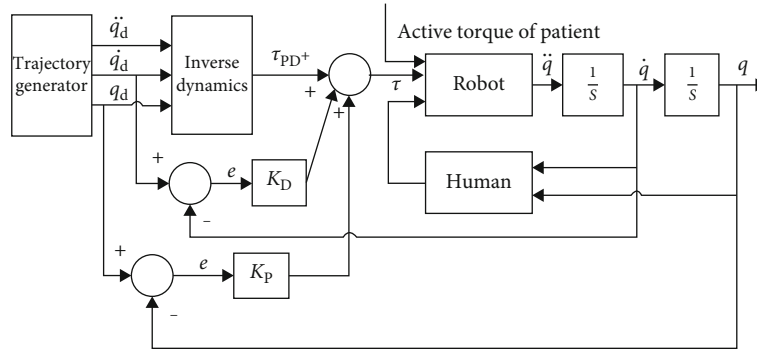 q̈d
q̇d
qd
Trajectory
generator
Inverse
dynamics
τPD+
+
+
+
Active torque of patient
τ
Robot
q̈
1
S
q̇
1
S
q
Human
+
–
e
KD
+
–
e
KP